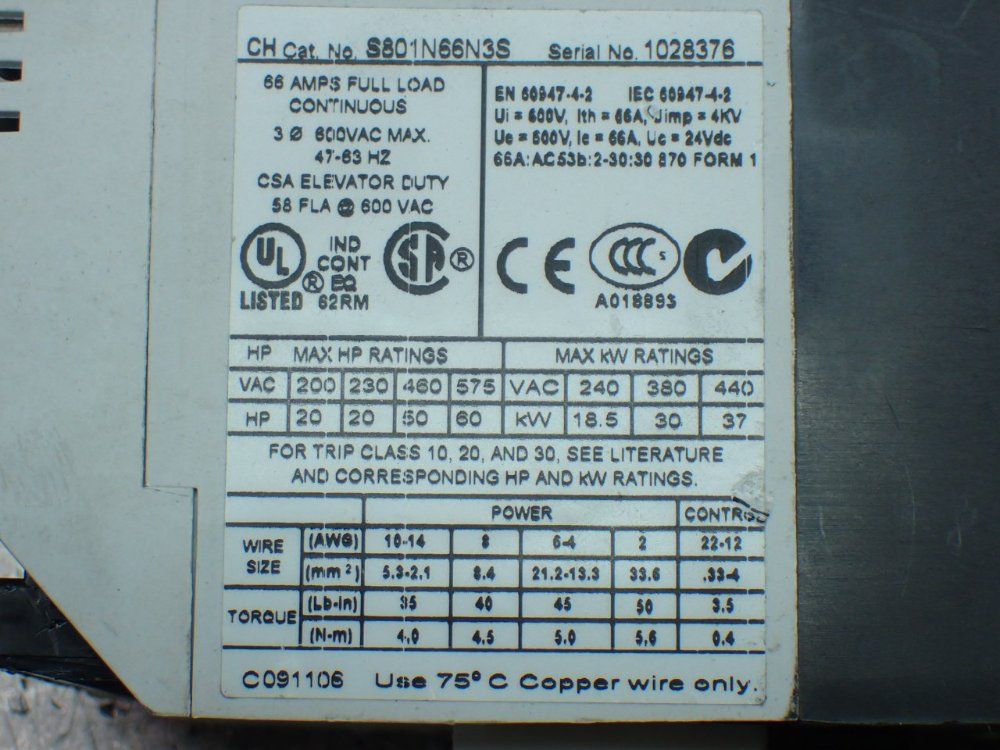 CH Cat. No. S801N66N3S Serial No. 1028376
66 AMPS FULL LOAD
CONTINUOUS
3 Ø 600VAC MAX.
47-63 HZ
CSA ELEVATOR DUTY
58 FLA @ 600 VAC
UL ® LISTED
IND
CONT
EQ
62RM
SA ®
EN 60947-4-2 IEC 60947-4-2
Ui = 600V, Ith = 66A, Uimp = 4KV
Ue = 600V, Ie = 66A, Uc = 24Vdc
66A:AC53b:2-30:30 870 FORM 1
CE CCC S
A018893
HP MAX HP RATINGS MAX kW RATINGS
VAC 200 230 460 575 VAC 240 380 440
HP 20 20 50 60 kW 18.5 30 37
FOR TRIP CLASS 10, 20, AND 30, SEE LITERATURE
AND CORRESPONDING HP AND kW RATINGS.
POWER CONTROL
WIRE SIZE (AWG) 10-14 8 6-4 2 22-12
(mm²) 5.3-2.1 8.4 21.2-13.3 33.6 .33-4
TORQUE (Lb-in) 35 40 45 50 3.5
(N-m) 4.0 4.5 5.0 5.6 0.4
C091106 Use 75° C Copper wire only.